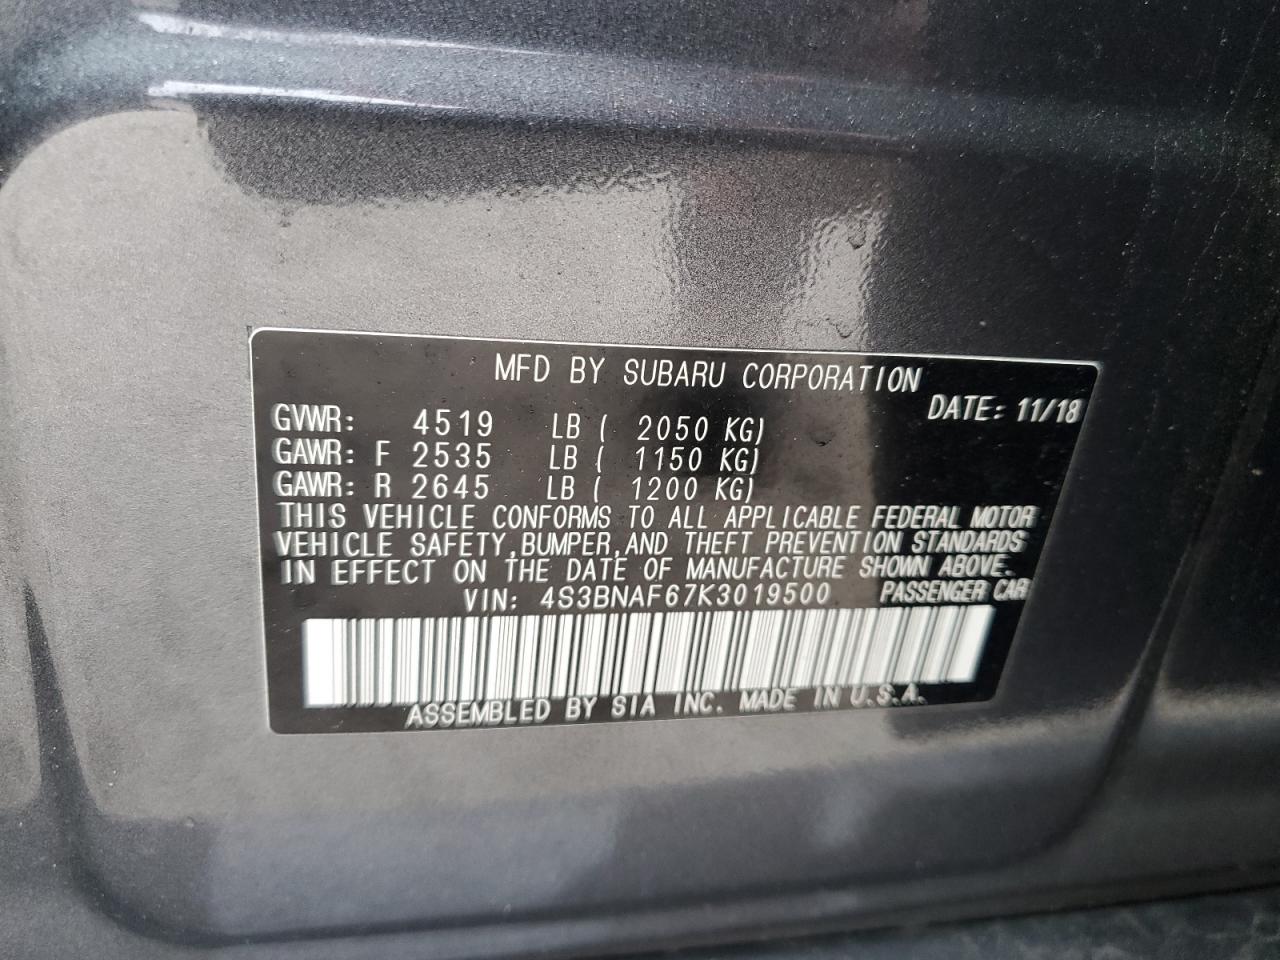 MFD BY SUBARU CORPORATION
DATE: 11/18
GVWR: 4519 LB ( 2050 KG)
GAWR: F 2535 LB ( 1150 KG)
GAWR: R 2645 LB ( 1200 KG)
THIS VEHICLE CONFORMS TO ALL APPLICABLE FEDERAL MOTOR
VEHICLE SAFETY, BUMPER, AND THEFT PREVENTION STANDARDS
IN EFFECT ON THE DATE OF MANUFACTURE SHOWN ABOVE.
VIN: 4S3BNAF67K3019500 PASSENGER CAR
ASSEMBLED BY SIA INC. MADE IN U.S.A.